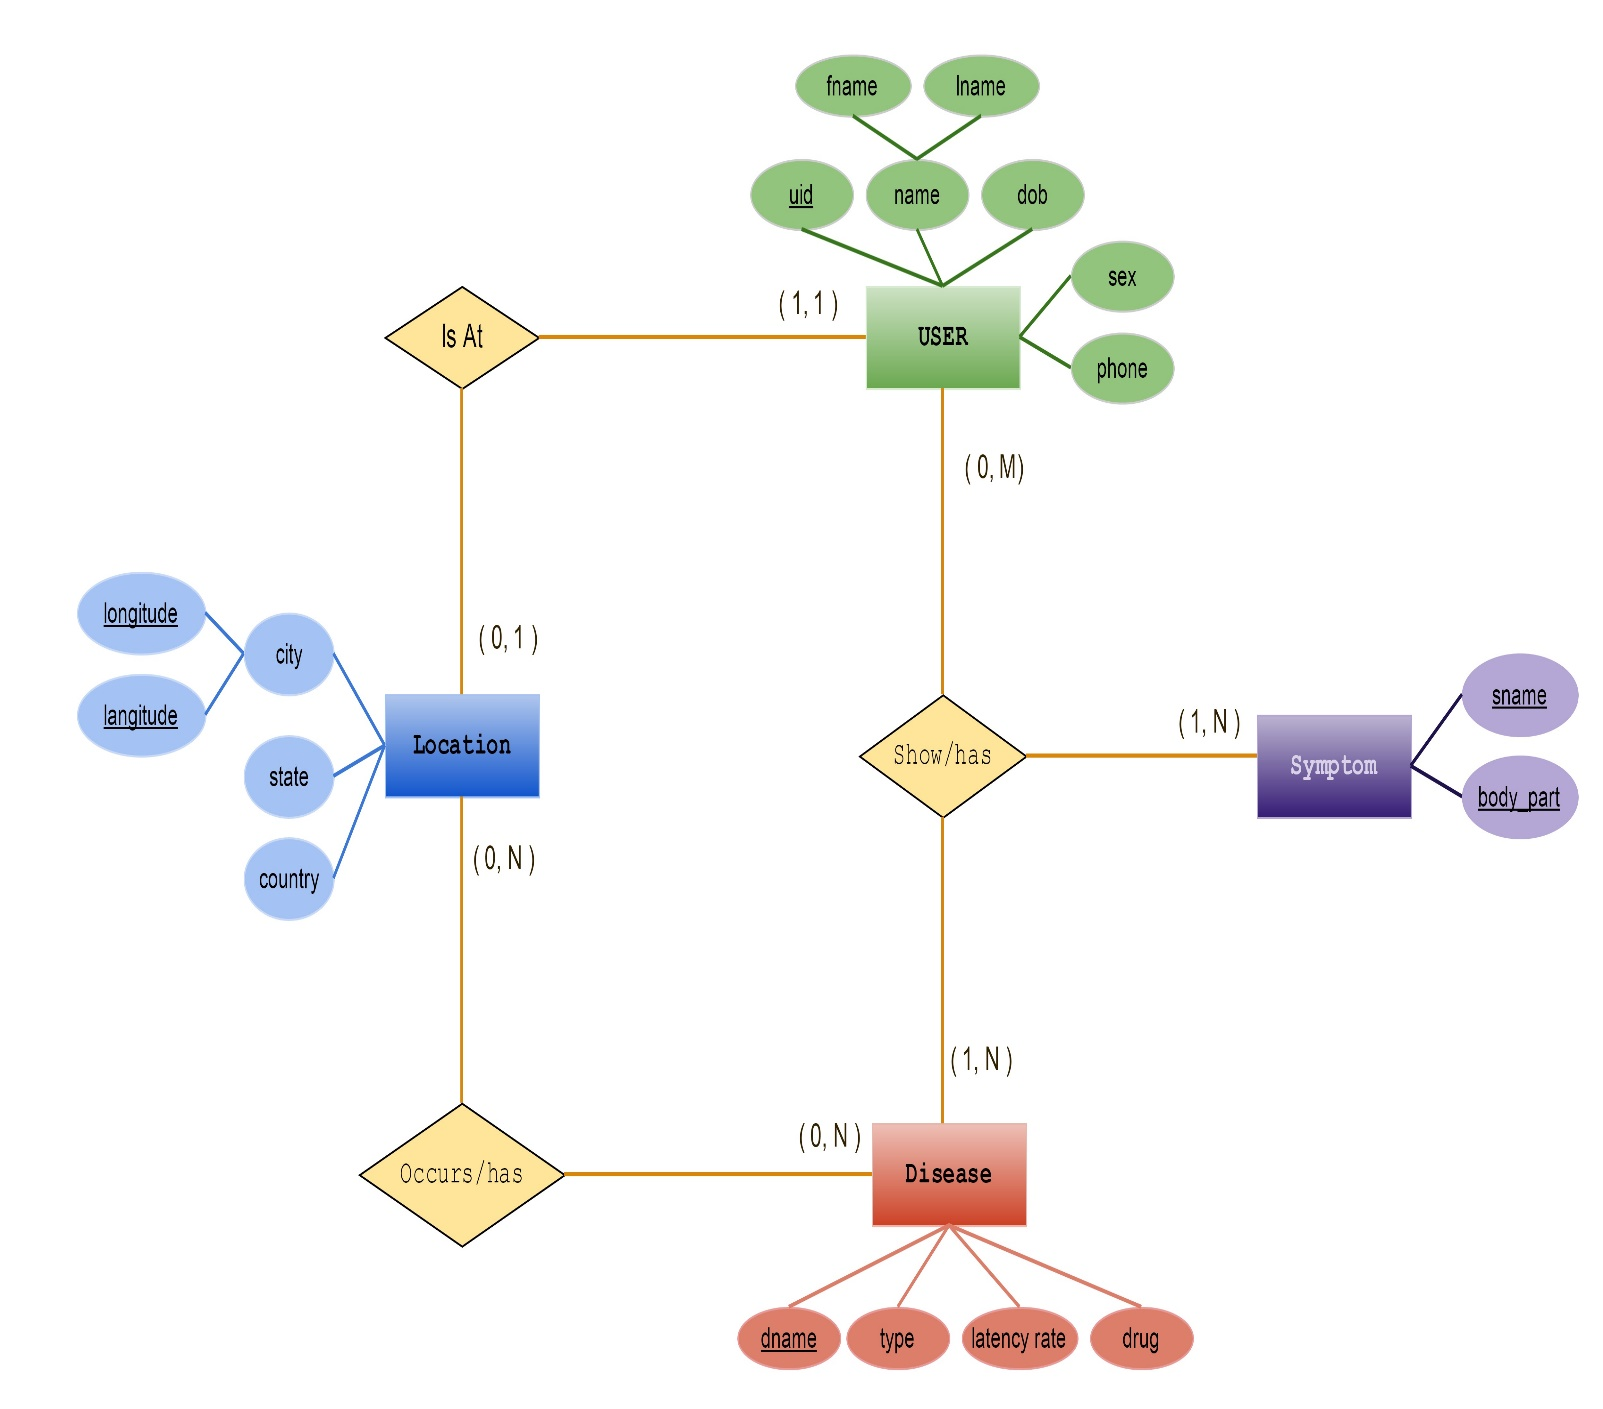 fname
lname
uid
name
dob
sex
phone
USER
( 1, 1 )
Is At
( 0, M)
( 0, 1 )
longitude
langitude
city
state
country
Location
( 0, N )
Show/has
( 1, N )
Symptom
sname
body_part
( 1, N )
( 0, N )
Occurs/has
Disease
dname
type
latency rate
drug